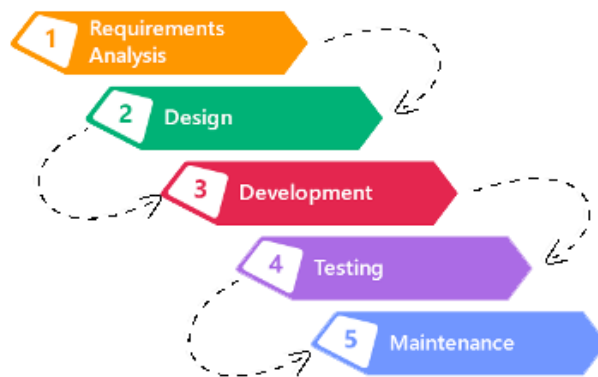 1
Requirements
Analysis
2
Design
3
Development
4
Testing
5
Maintenance